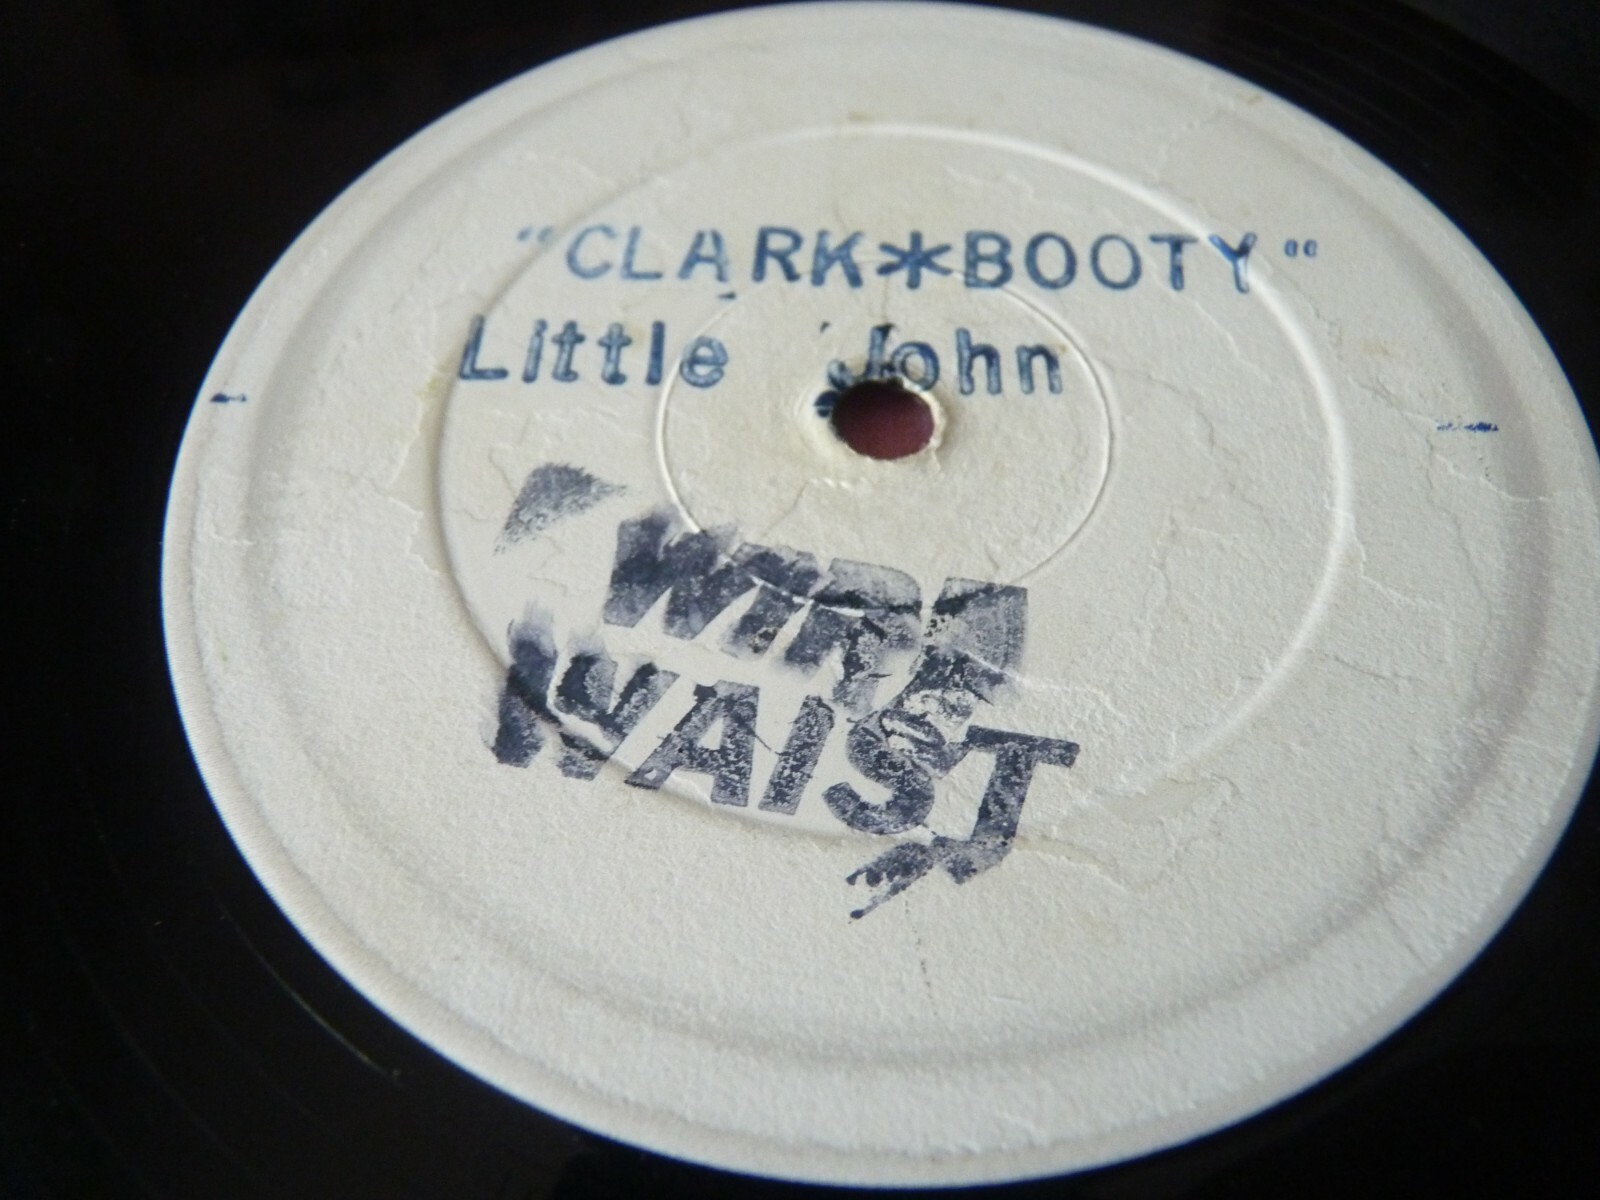 "CLARK*BOOTY"
Little John
WIRE
WAIST